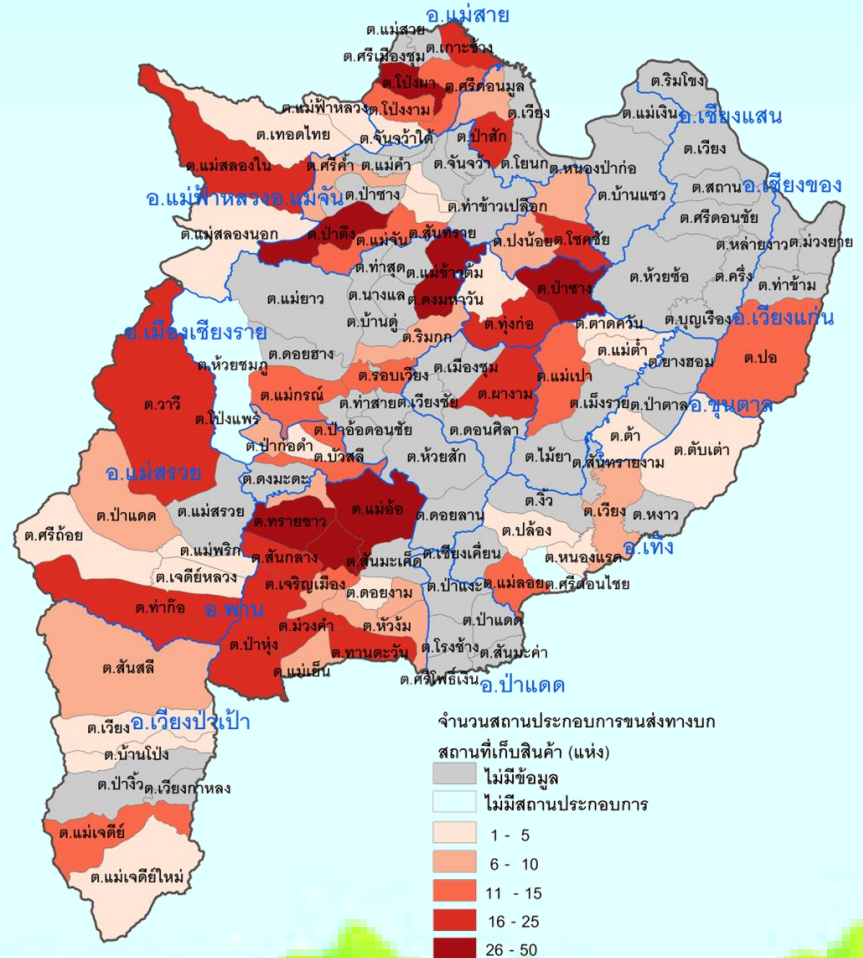 อ.แม่สาย
ต.แม่สวย
ต.เกาะช้าง
ต.ศรีเมืองชุม
ต.โป่งผา
ต.ศรีดอนมูล
ต.ริมโขง
ต.แม่ฟ้าหลวง
ต.โป่งงาม
ต.เวียง
ต.แม่เงิน
อ.เชียงแสน
ต.เทอดไทย
ต.จันจว้าใต้
ต.ป่าสัก
ต.เวียง
ต.แม่สลองใน
ต.ศรีค้ำ
ต.แม่คำ
ต.จันจว้า
ต.โยนก
ต.หนองป่าก่อ
ต.สถาน
อ.เชียงของ
อ.แม่ฟ้าหลวง
อ.แม่จัน
ต.ป่าซาง
ต.ท่าข้าวเปลือก
ต.บ้านแซว
ต.ศรีดอนชัย
ต.แม่สลองนอก
ต.ป่าตึง
ต.แม่จัน
ต.สันทราย
ต.ปงน้อย
ต.โชคชัย
ต.หลายงาว
ต.ม่วงยาย
ต.ท่าสุด
ต.แม่ข้าวต้ม
ต.ห้วยซ้อ
ต.ครึ่ง
ต.ท่าข้าม
ต.แม่ยาว
ต.นางแล
ต.ดงมหาวัน
ต.ป่าซาง
อ.เมืองเชียงราย
ต.บ้านดู่
ต.ริมกก
ต.ทุ่งก่อ
ต.ตาดควัน
ต.บุญเรือง
อ.เวียงแก่น
ต.ห้วยชมภู
ต.ดอยฮาง
ต.เมืองชุม
ต.แม่ต๋ำ
ต.ยางฮอม
ต.ปอ
ต.วาวี
ต.แม่กรณ์
ต.รอบเวียง
ต.แม่เปา
ต.โป่งแพร่
ต.ท่าสาย
ต.เวียงชัย
ต.ผางาม
ต.เม็งราย
ต.ป่าตาล
อ.ขุนตาล
ต.ป่าก่อดำ
ต.ป่าอ้อดอนชัย
ต.ดอนศิลา
ต.ต้า
ต.บัวสลี
ต.ห้วยสัก
ต.ไม้ยา
ต.สันทรายงาม
ต.ตับเต่า
อ.แม่สรวย
ต.ดงมะดะ
ต.ป่าแดด
ต.แม่สรวย
ต.ทรายขาว
ต.แม่อ้อ
ต.ดอยลาน
ต.งิ้ว
ต.เวียง
ต.หงาว
ต.ศรีถ้อย
ต.แม่พริก
ต.สันกลาง
ต.สันมะเค็ด
ต.เชียงเคี่ยน
ต.ปล้อง
ต.หนองแรด
อ.เทิง
ต.เจดีย์หลวง
ต.เจริญเมือง
ต.ดอยงาม
ต.ป่าแงะ
ต.แม่ลอย
ต.ศรีดอนไชย
ต.ท่าก๊อ
อ.พาน
ต.ม่วงคำ
ต.หัวง้ม
ต.ป่าแดด
ต.ป่าหุ่ง
ต.ทานตะวัน
ต.โรงช้าง
ต.สันมะค่า
ต.สันสลี
ต.แม่เย็น
ต.ศรีโพธิ์เงิน
อ.ป่าแดด
ต.เวียง
อ.เวียงป่าเป้า
ต.บ้านโป่ง
ต.ป่างิ้ว
ต.เวียงกาหลง
ต.แม่เจดีย์
ต.แม่เจดีย์ใหม่
จำนวนสถานประกอบการขนส่งทางบก
สถานที่เก็บสินค้า (แห่ง)
ไม่มีข้อมูล
ไม่มีสถานประกอบการ
1 - 5
6 - 10
11 - 15
16 - 25
26 - 50